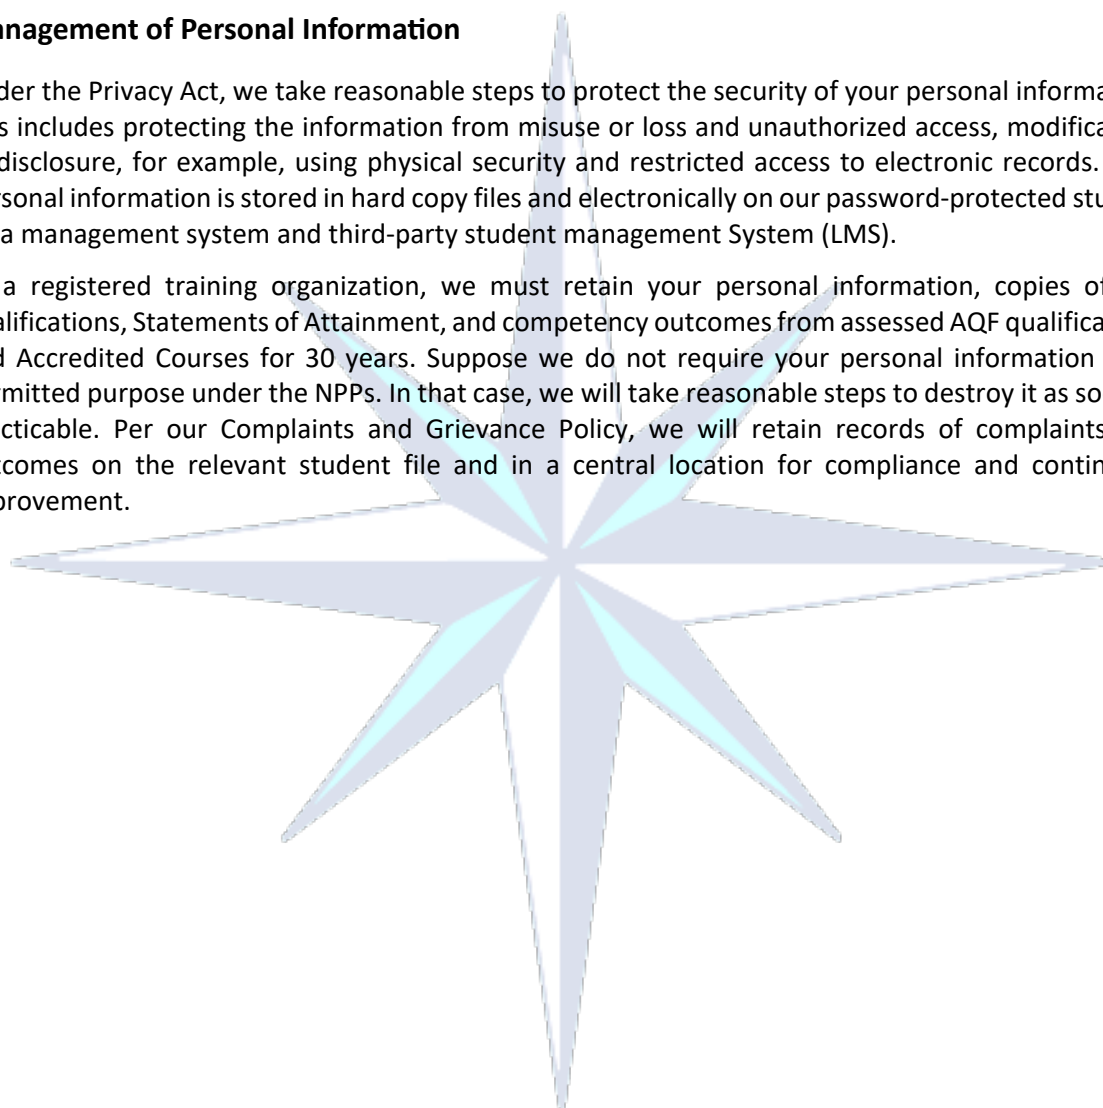 nagement of Personal Information
der the Privacy Act, we take reasonable steps to protect the security of your personal informa
s includes protecting the information from misuse or loss and unauthorized access, modifica
disclosure, for example, using physical security and restricted access to electronic records.
rsonal information is stored in hard copy files and electronically on our password-protected stu
a management system and third-party student management System (LMS).
a registered training organization, we must retain your personal information, copies of
alifications, Statements of Attainment, and competency outcomes from assessed AQF qualifica
d Accredited Courses for 30 years. Suppose we do not require your personal information
rmitted purpose under the NPPs. In that case, we will take reasonable steps to destroy it as so
cticable. Per our Complaints and Grievance Policy, we will retain records of complaints
tcomes on the relevant student file and in a central location for compliance and contin
provement.